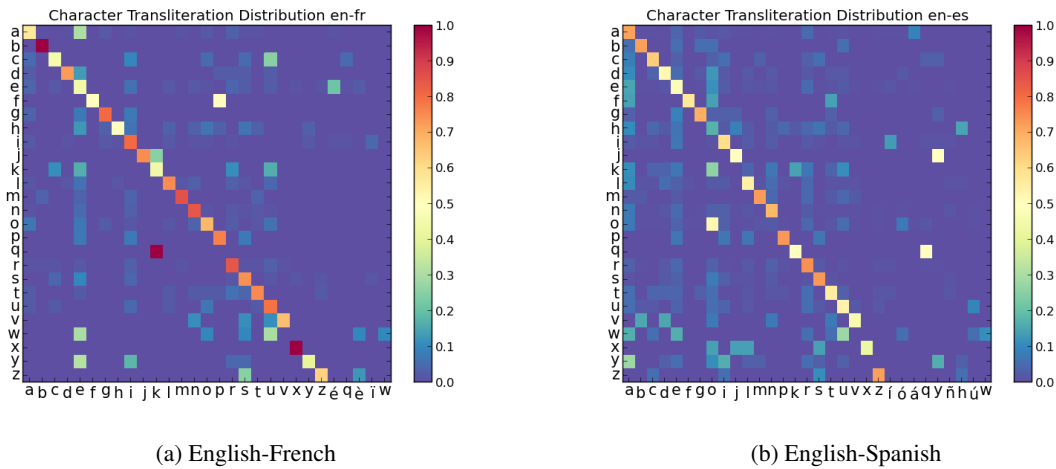 Character Transliteration Distribution en-fr
a
b
c
d
e
f
g
h
i
j
k
l
m
n
o
p
q
r
s
t
u
v
w
x
y
z
a b c d e f g h i j k l m n o p r s t u v x y z é q è ï w
1.0
0.9
0.8
0.7
0.6
0.5
0.4
0.3
0.2
0.1
0.0
(a) English-French
Character Transliteration Distribution en-es
a
b
c
d
e
f
g
h
i
j
k
l
m
n
o
p
q
r
s
t
u
v
w
x
y
z
a b c d e f g o i j l m n p k r s t u v x z í ó á q y ñ h ú w
1.0
0.9
0.8
0.7
0.6
0.5
0.4
0.3
0.2
0.1
0.0
(b) English-Spanish